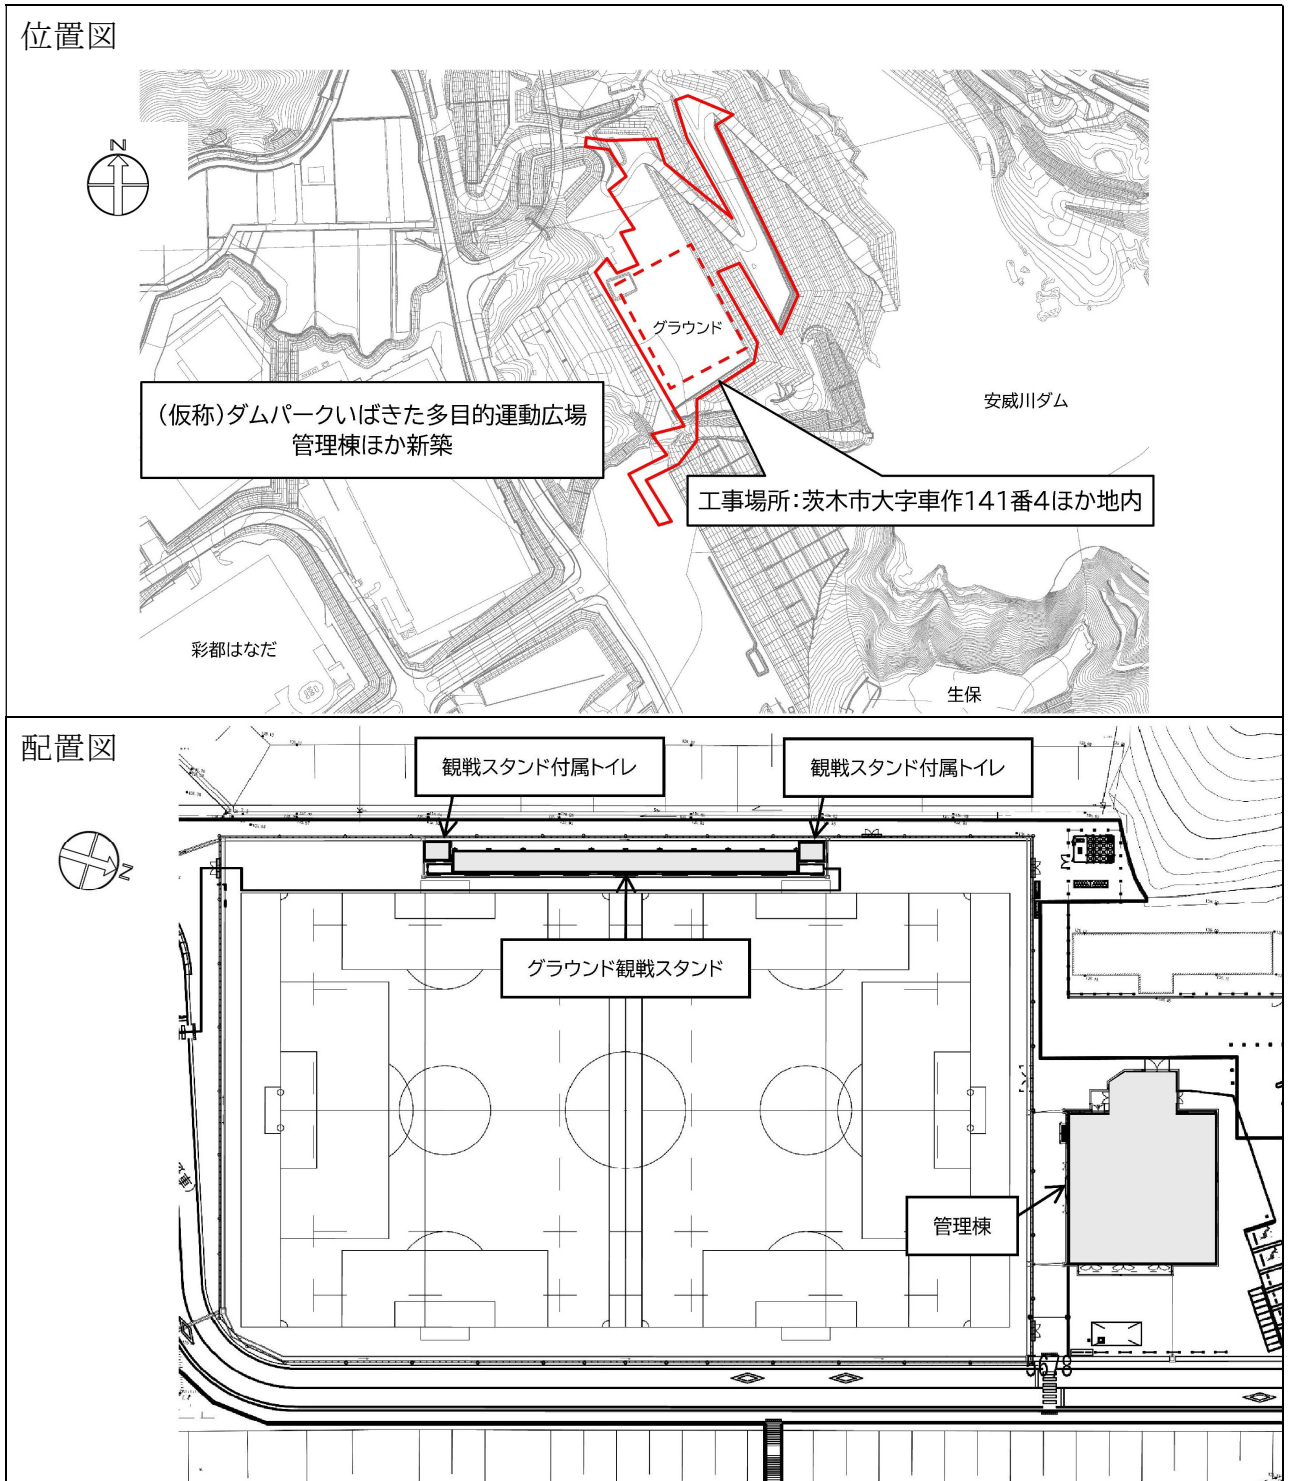 位置図
N
グラウンド
安威川ダム
(仮称)ダムパークいばきた多目的運動広場
管理棟ほか新築
工事場所:茨木市大字車作141番4ほか地内
彩都はなだ
生保
配置図
観戦スタンド付属トイレ
観戦スタンド付属トイレ
N
グラウンド観戦スタンド
管理棟